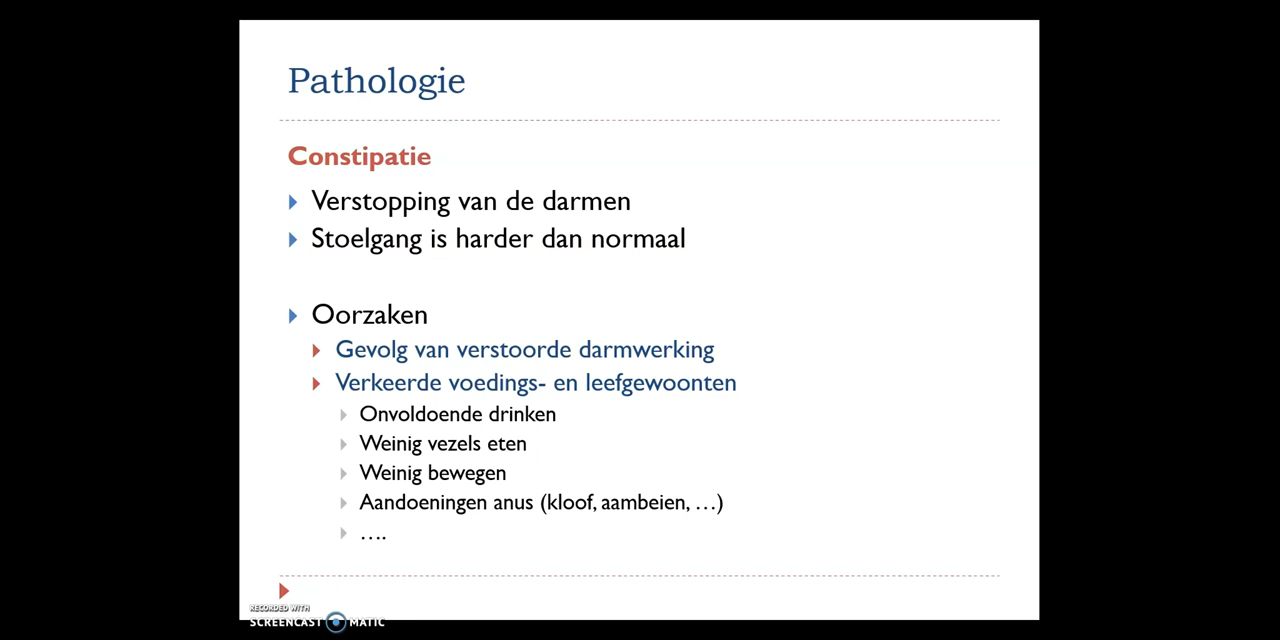 Pathologie
Constipatie
Verstopping van de darmen
Stoelgang is harder dan normaal
Oorzaken
Gevolg van verstoorde darmwerking
Verkeerde voedings- en leefgewoonten
Onvoldoende drinken
Weinig vezels eten
Weinig bewegen
Aandoeningen anus (kloof, aambeien, …)
….
RECORDED WITH
SCREENCAST MATIC